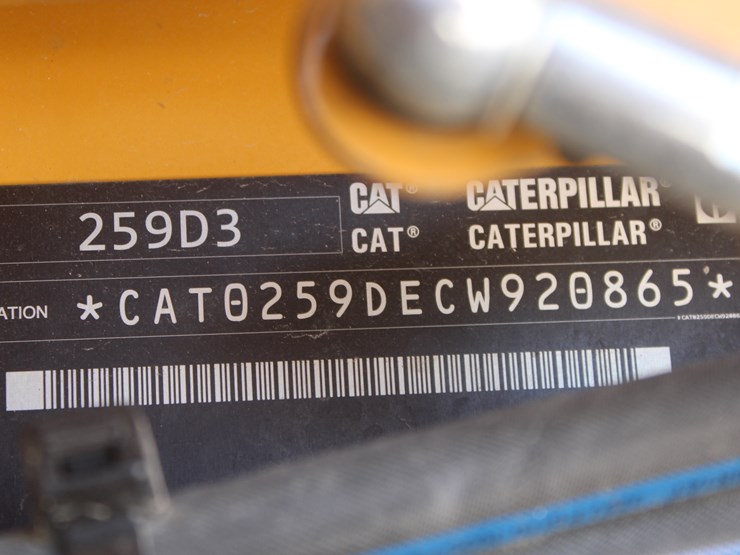 259D3
CAT® CATERPILLAR
CAT® CATERPILLAR®
ATION *CAT0259DECW920865*